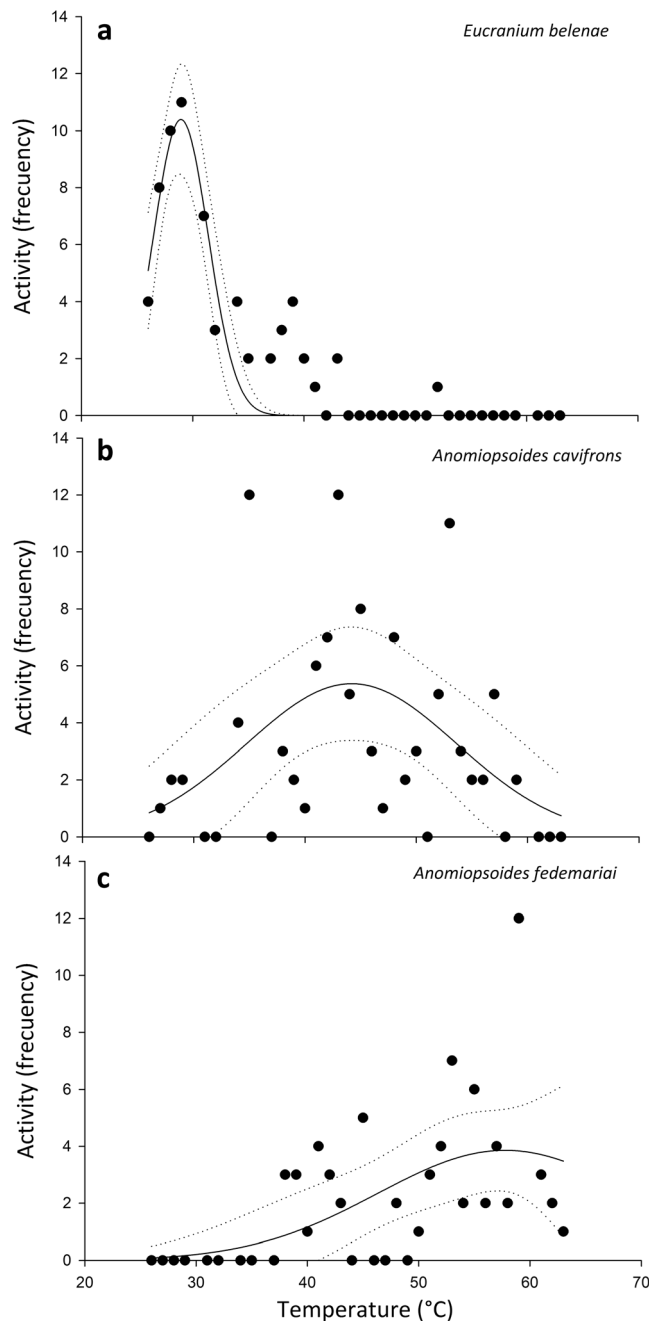 a
Eucranium belenae
14
12
10
8
6
4
2
0
Activity (frecuency)
b
Anomiopsoides cavifrons
14
12
10
8
6
4
2
0
Activity (frecuency)
c
Anomiopsoides fedemariai
14
12
10
8
6
4
2
0
Activity (frecuency)
20 30 40 50 60 70
Temperature (°C)